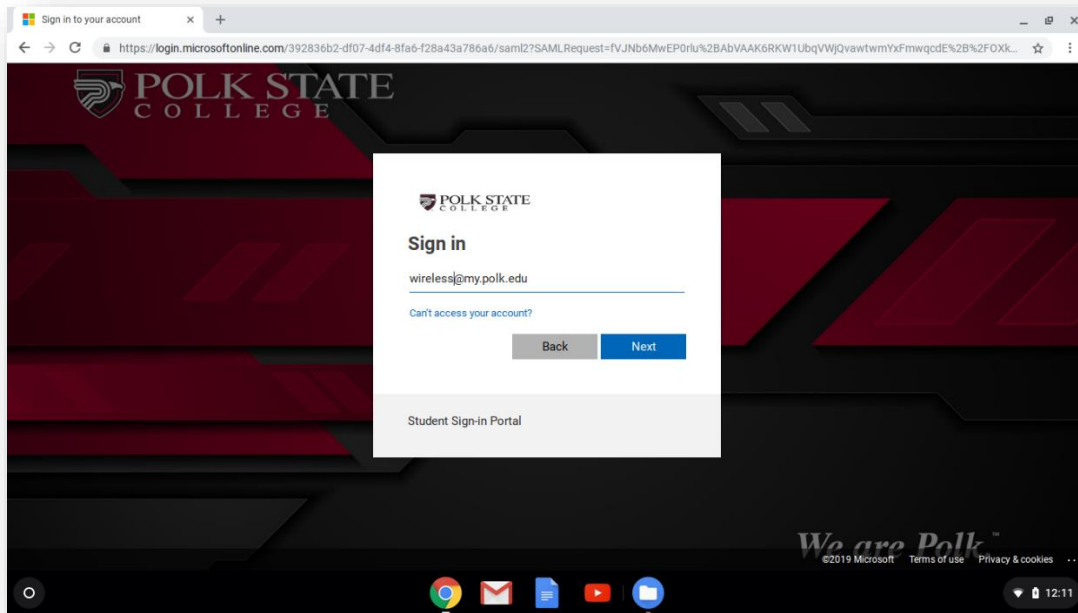 Sign in to your account
https://login.microsoftonline.com/392836b2-df07-4df4-8fa6-f28a43a786a6/saml2?SAMLRequest=fVJNb6MwEP0rlu%2BAbVAAK6RKW1UbqVWjQvawtwmYxFmwqcdE%2B%2FOXk...
POLK STATE
COLLEGE
POLK STATE
COLLEGE
Sign in
wireless@my.polk.edu
Can't access your account?
Back Next
Student Sign-in Portal
We are Polk.™
©2019 Microsoft Terms of use Privacy & cookies ...
12:11